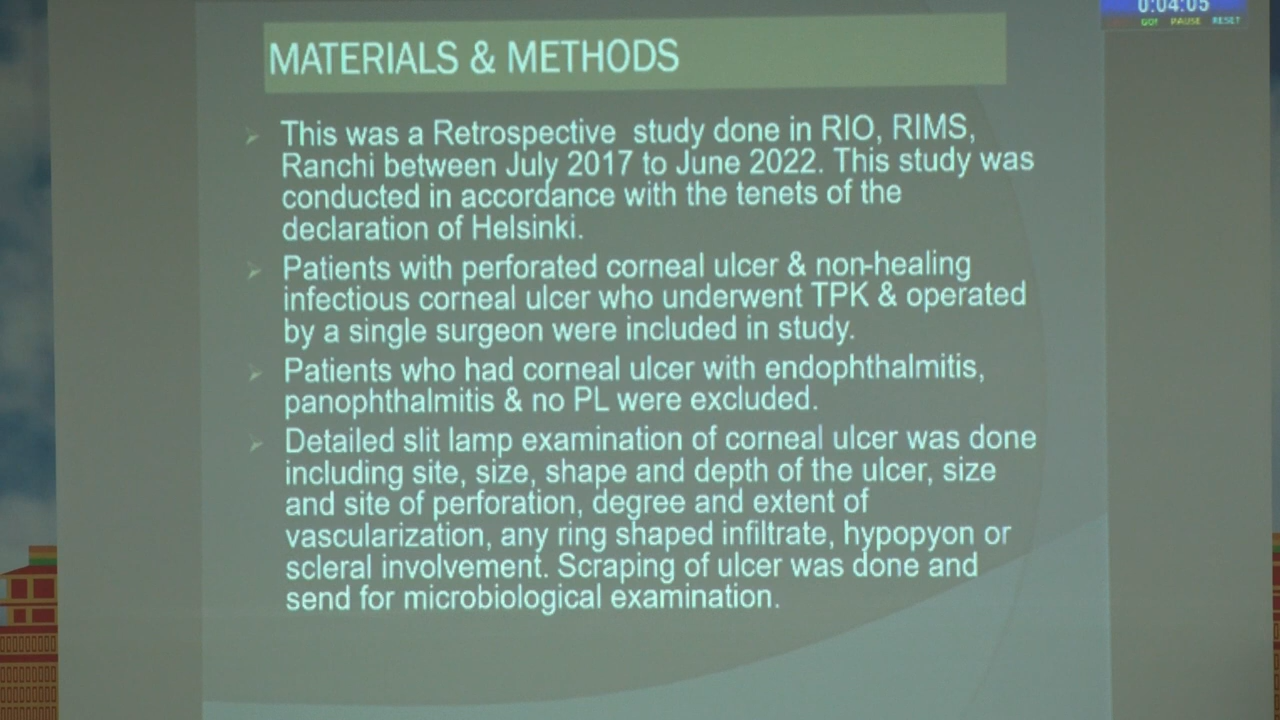 0:04:05
GO! PAUSE RESET
MATERIALS & METHODS
This was a Retrospective study done in RIO, RIMS,
Ranchi between July 2017 to June 2022. This study was
conducted in accordance with the tenets of the
declaration of Helsinki.
Patients with perforated corneal ulcer & non-healing
infectious corneal ulcer who underwent TPK & operated
by a single surgeon were included in study.
Patients who had corneal ulcer with endophthalmitis,
panophthalmitis & no PL were excluded.
Detailed slit lamp examination of corneal ulcer was done
including site, size, shape and depth of the ulcer, size
and site of perforation, degree and extent of
vascularization, any ring shaped infiltrate, hypopyon or
scleral involvement. Scraping of ulcer was done and
send for microbiological examination.